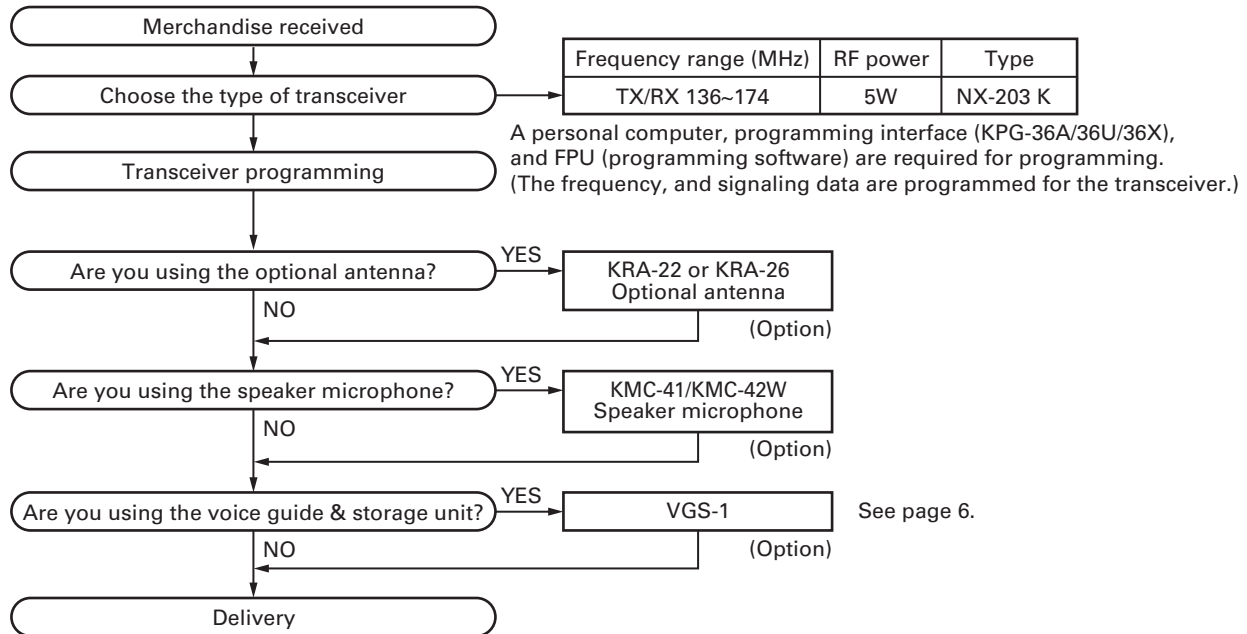 Merchandise received
Choose the type of transceiver
Frequency range (MHz) RF power Type
TX/RX 136~174 5W NX-203 K
A personal computer, programming interface (KPG-36A/36U/36X),
and FPU (programming software) are required for programming.
(The frequency, and signaling data are programmed for the transceiver.)
Transceiver programming
Are you using the optional antenna?
YES
KRA-22 or KRA-26
Optional antenna
(Option)
NO
Are you using the speaker microphone?
YES
KMC-41/KMC-42W
Speaker microphone
(Option)
NO
Are you using the voice guide & storage unit?
YES
VGS-1
See page 6.
(Option)
NO
Delivery